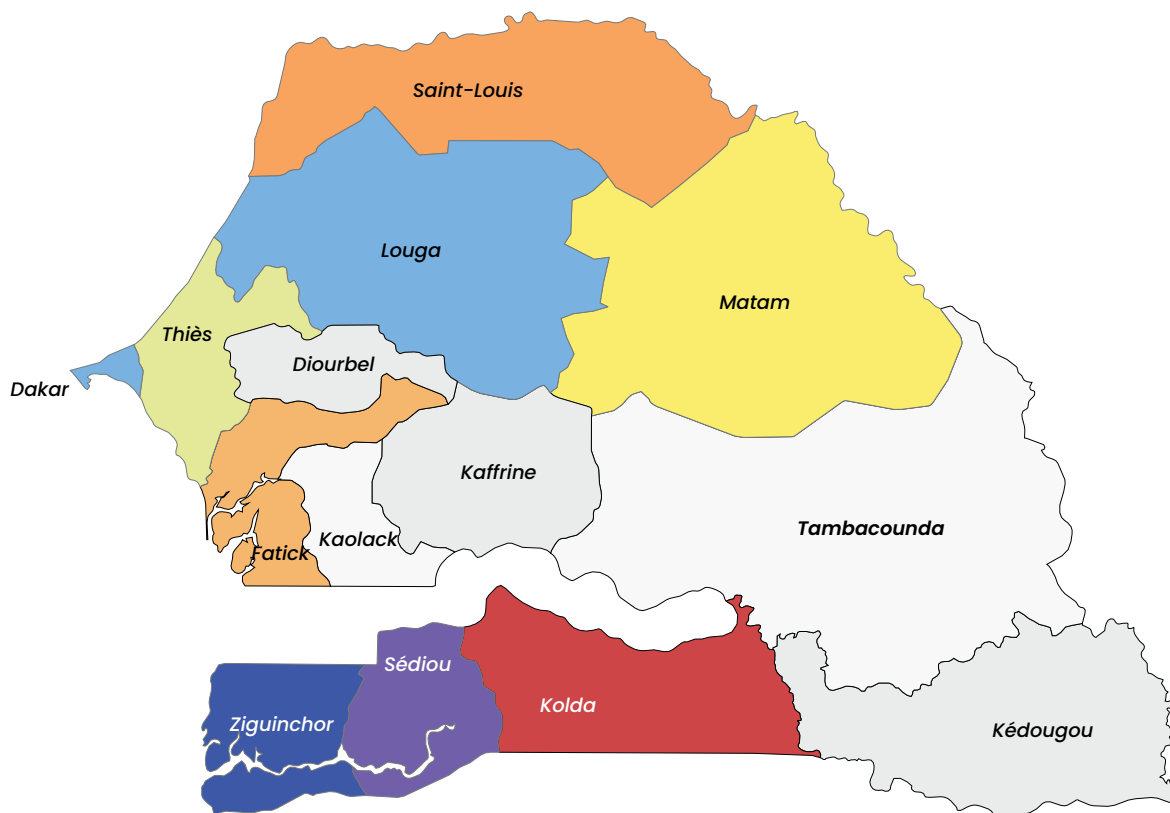 Saint-Louis
Louga
Matam
Thiès
Diourbel
Dakar
Kaffrine
Tambacounda
Kaolack
Fatick
Sédiou
Kolda
Ziguinchor
Kédougou